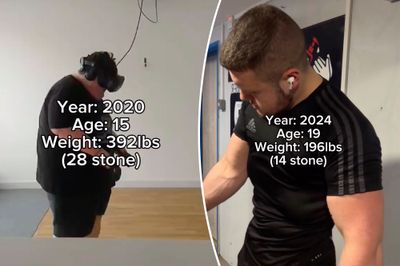 Year: 2020
Age: 15
Weight: 392lbs
(28 stone)
Year: 2024
Age: 19
Weight: 196lbs
(14 stone)